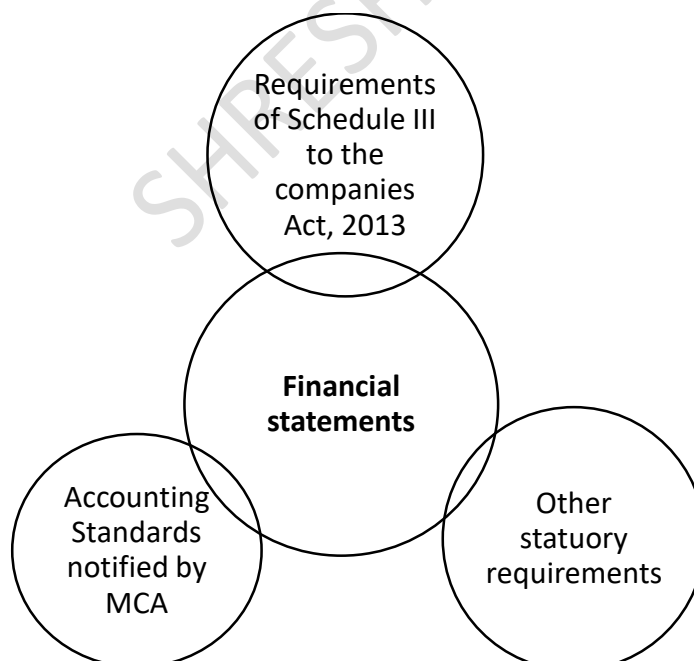 SHRESH
Requirements
of Schedule III
to the
companies
Act, 2013
Financial
statements
Accounting
Standards
notified by
MCA
Other
statuory
requirements